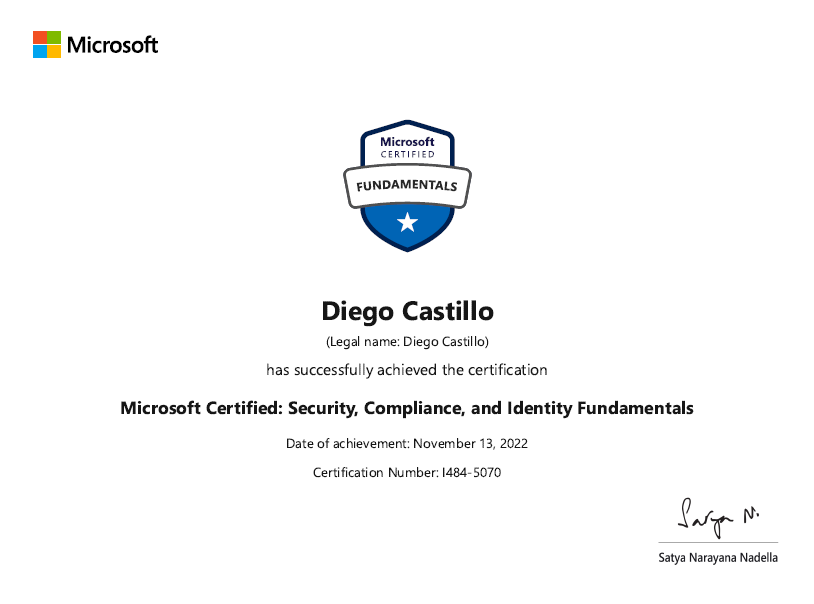 Microsoft
Microsoft
CERTIFIED
FUNDAMENTALS
Diego Castillo
(Legal name: Diego Castillo)
has successfully achieved the certification
Microsoft Certified: Security, Compliance, and Identity Fundamentals
Date of achievement: November 13, 2022
Certification Number: I484-5070
Satya N.
Satya Narayana Nadella